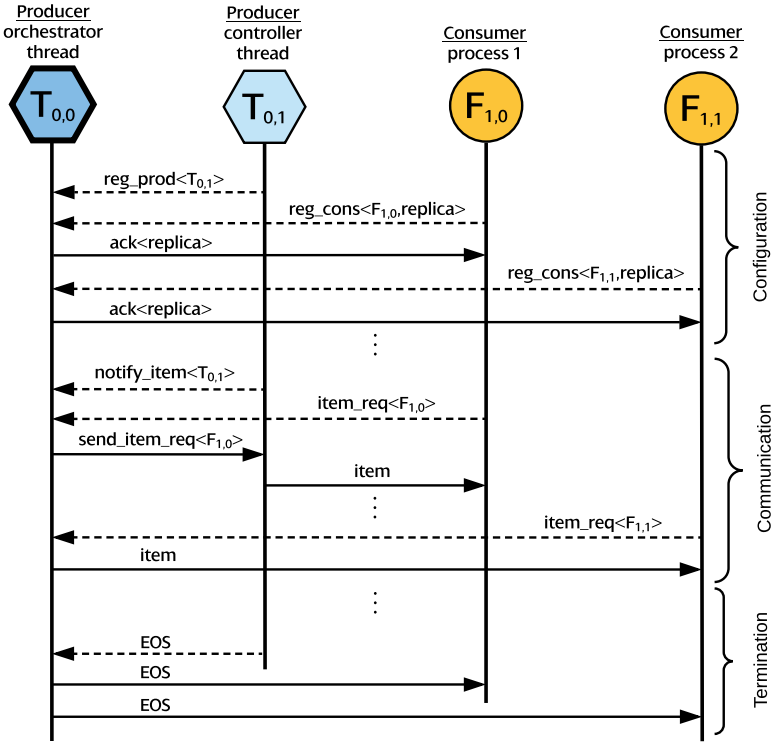 Producer
orchestrator
thread
Producer
controller
thread
Consumer
process 1
Consumer
process 2
T0,0
T0,1
F1,0
F1,1
reg_prod<T0,1>
reg_cons<F1,0,replica>
ack<replica>
reg_cons<F1,1,replica>
ack<replica>
Configuration
notify_item<T0,1>
item_req<F1,0>
send_item_req<F1,0>
item
item_req<F1,1>
item
Communication
EOS
EOS
EOS
Termination